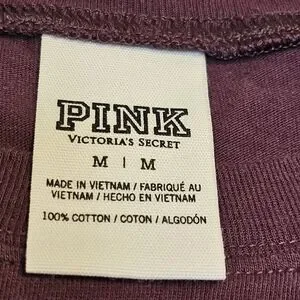 PINK
VICTORIA'S SECRET
M | M
MADE IN VIETNAM / FABRIQUÉ AU
VIETNAM / HECHO EN VIETNAM
100% COTTON / COTON / ALGODÓN